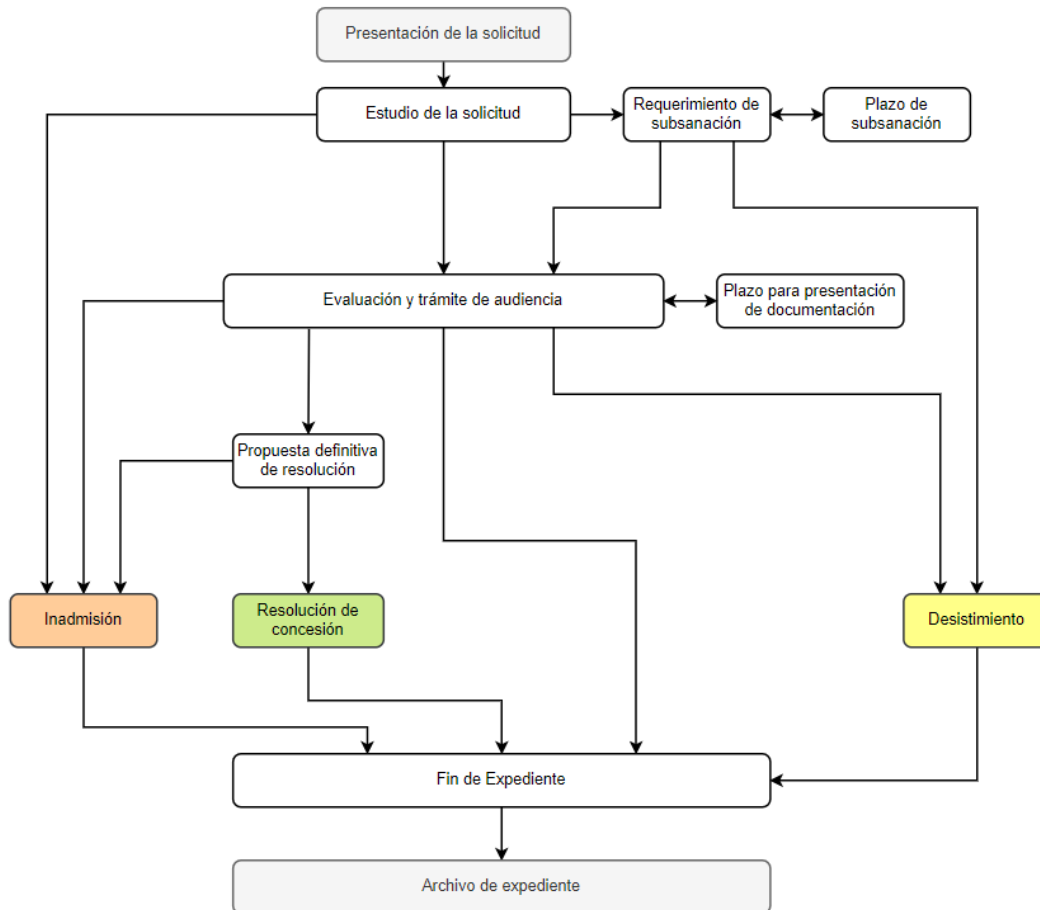 Presentación de la solicitud
Estudio de la solicitud
Requerimiento de
subsanación
Plazo de
subsanación
Evaluación y trámite de audiencia
Plazo para presentación
de documentación
Propuesta definitiva
de resolución
Inadmisión
Resolución de
concesión
Desistimiento
Fin de Expediente
Archivo de expediente